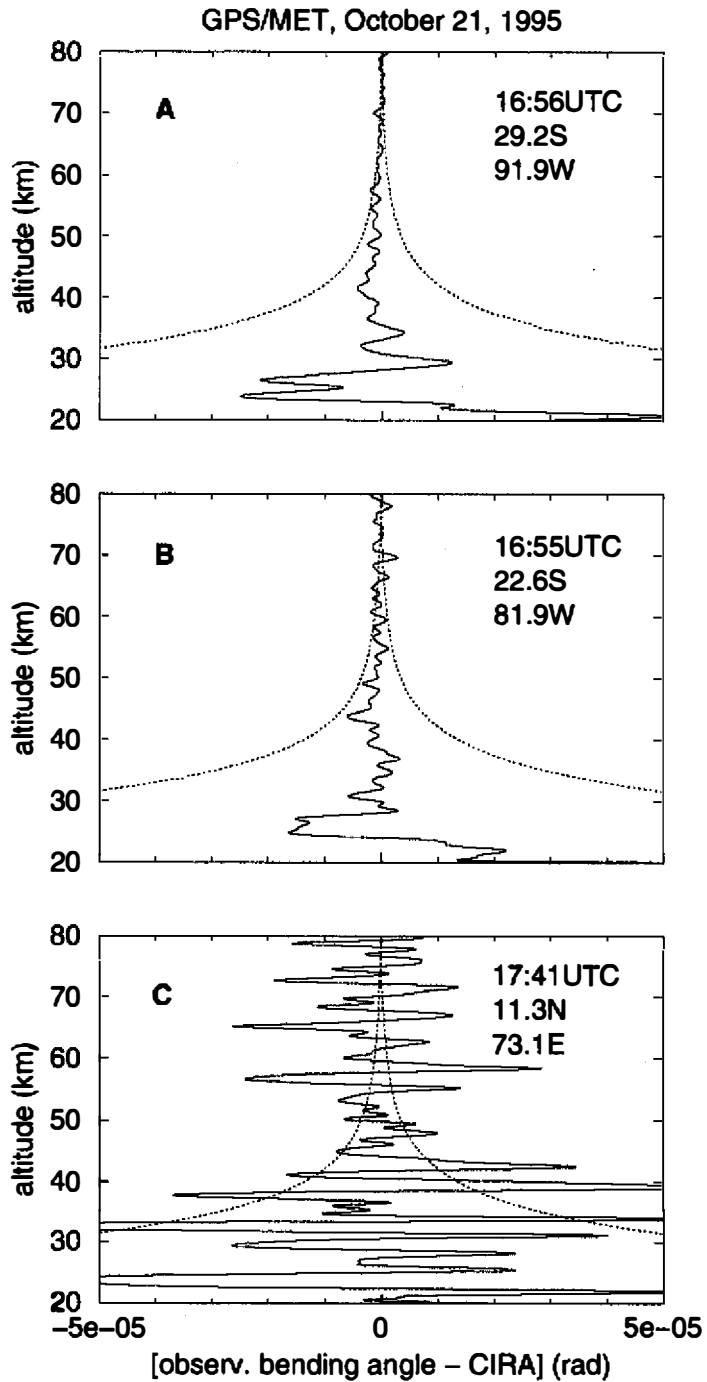 GPS/MET, October 21, 1995
80
70
60
50
40
30
20
altitude (km)
A
16:56UTC
29.2S
91.9W
80
70
60
50
40
30
20
altitude (km)
B
16:55UTC
22.6S
81.9W
80
70
60
50
40
30
20
altitude (km)
C
17:41UTC
11.3N
73.1E
−5e−05 0 5e−05
[observ. bending angle − CIRA] (rad)